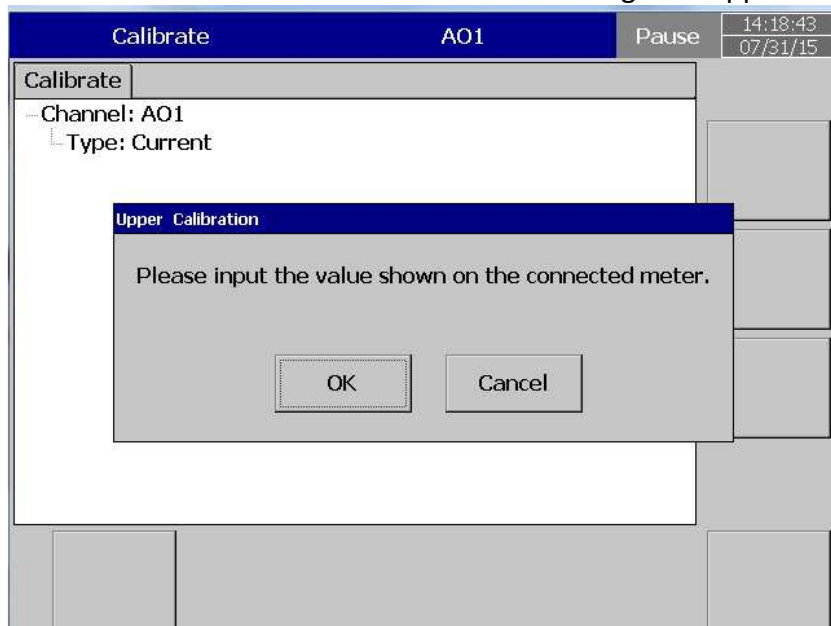 Calibrate AO1 Pause 14:18:43
07/31/15
Calibrate
Channel: AO1
Type: Current
Upper Calibration
Please input the value shown on the connected meter.
OK Cancel